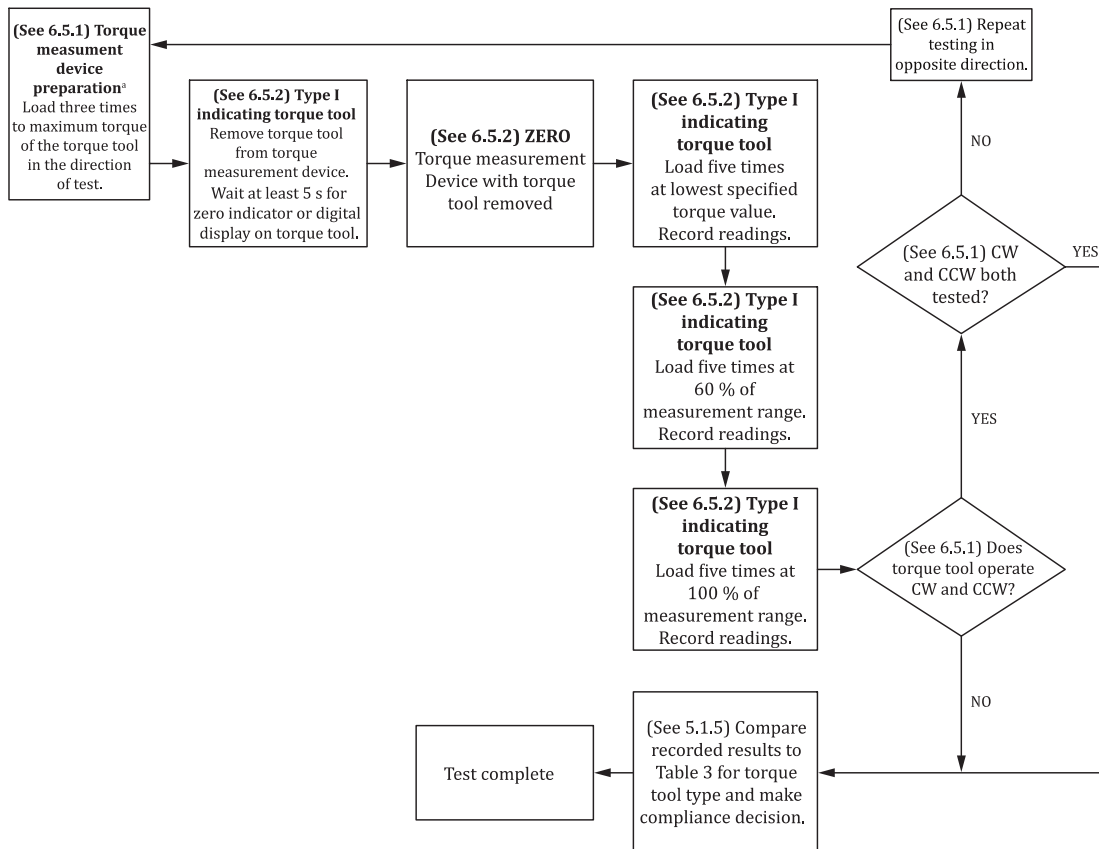 (See 6.5.1) Torque
measument
device
preparationᵃ
Load three times
to maximum torque
of the torque tool
in the direction
of test.
(See 6.5.2) Type I
indicating torque tool
Remove torque tool
from torque
measurement device.
Wait at least 5 s for
zero indicator or digital
display on torque tool.
(See 6.5.2) ZERO
Torque measurement
Device with torque
tool removed
(See 6.5.2) Type I
indicating
torque tool
Load five times
at lowest specified
torque value.
Record readings.
(See 6.5.2) Type I
indicating
torque tool
Load five times at
60 % of
measurement range.
Record readings.
(See 6.5.2) Type I
indicating
torque tool
Load five times at
100 % of
measurement range.
Record readings.
(See 6.5.1) Does
torque tool operate
CW and CCW?
YES
NO
(See 6.5.1) CW
and CCW both
tested?
NO
YES
(See 6.5.1) Repeat
testing in
opposite direction.
(See 5.1.5) Compare
recorded results to
Table 3 for torque
tool type and make
compliance decision.
Test complete